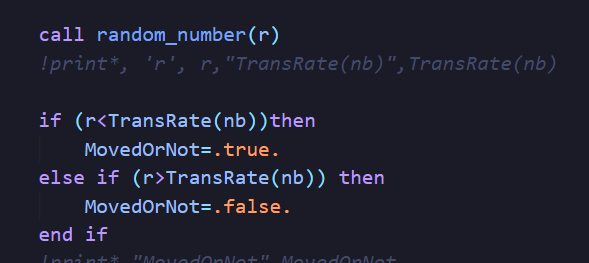 call random_number(r)
!print*, 'r', r,"TransRate(nb)",TransRate(nb)
if (r<TransRate(nb))then
MovedOrNot=.true.
else if (r>TransRate(nb)) then
MovedOrNot=.false.
end if
!print*,"MovedOrNot",MovedOrNot